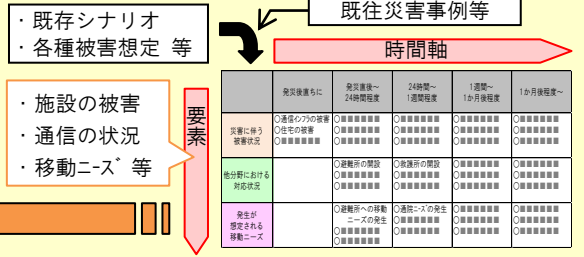 ・既存シナリオ
・各種被害想定 等
既往災害事例等
時間軸
・施設の被害
・通信の状況
・移動ニーズ 等
要素
発災後直ちに
発災直後～
24時間程度
24時間～
1週間程度
1週間～
1か月後程度
1か月後程度～
災害に伴う
被害状況
○通信インフラの被害
○住宅の被害
○■■■■■■
○■■■■■■
○■■■■■■
○■■■■■■
○■■■■■■
○■■■■■■
○■■■■■■
○■■■■■■
○■■■■■■
○■■■■■■
○■■■■■■
○■■■■■■
○■■■■■■
他分野における
対応状況
○避難所の開設
○■■■■■■
○■■■■■■
○救護所の開設
○■■■■■■
○■■■■■■
○■■■■■■
○■■■■■■
○■■■■■■
○■■■■■■
○■■■■■■
○■■■■■■
発生が
想定される
移動ニーズ
○避難所への移動
ニーズの発生
○■■■■■■
○■■■■■■
○通院ニーズの発生
○■■■■■■
○■■■■■■
○■■■■■■
○■■■■■■
○■■■■■■
○■■■■■■
○■■■■■■
○■■■■■■